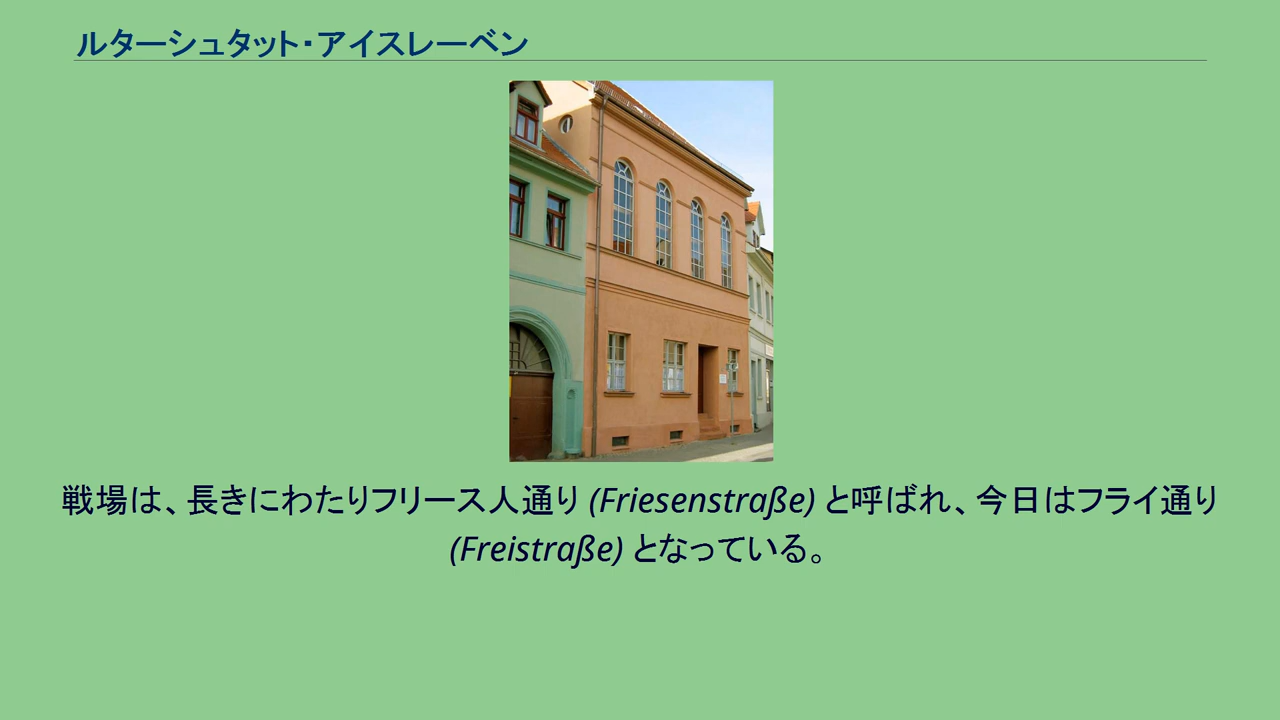 ルターシュタット・アイスレーベン
戦場は、長きにわたりフリース人通り (Friesenstraße) と呼ばれ、今日はフライ通り
(Freistraße) となっている。